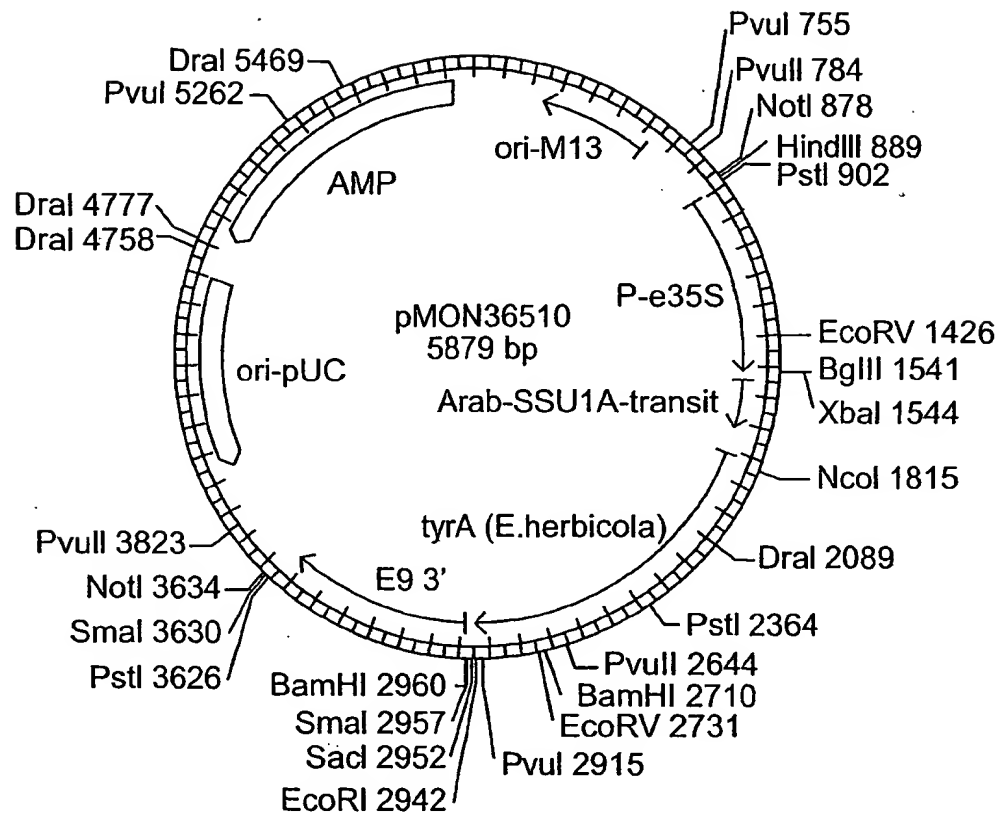 PvuI 755
DraI 5469
PvuII 784
PvuI 5262
NotI 878
ori-M13
HindIII 889
PstI 902
AMP
DraI 4777
DraI 4758
P-e35S
pMON36510
5879 bp
EcoRV 1426
ori-pUC
BglII 1541
Arab-SSU1A-transit
XbaI 1544
NcoI 1815
tyrA (E.herbicola)
PvuII 3823
DraI 2089
E9 3’
NotI 3634
PstI 2364
SmaI 3630
PvuII 2644
PstI 3626
BamHI 2960
BamHI 2710
SmaI 2957
EcoRV 2731
SacI 2952
PvuI 2915
EcoRI 2942